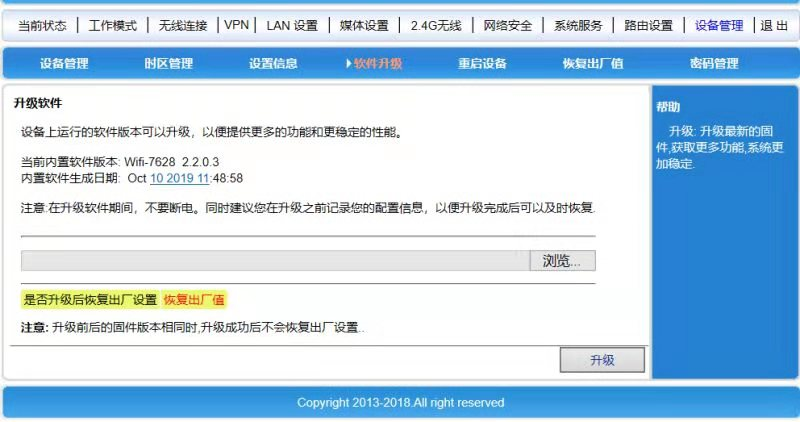 当前状态 | 工作模式 | 无线连接 | VPN | LAN 设置 | 媒体设置 | 2.4G无线 | 网络安全 | 系统服务 | 路由设置 | 设备管理 | 退 出
设备管理 时区管理 设置信息 软件升级 重启设备 恢复出厂值 密码管理
升级软件
设备上运行的软件版本可以升级，以便提供更多的功能和更稳定的性能。
当前内置软件版本: Wifi-7628 2.2.0.3
内置软件生成日期: Oct 10 2019 11:48:58
注意:在升级软件期间，不要断电。同时建议您在升级之前记录您的配置信息，以便升级完成后可以及时恢复.
浏览...
是否升级后恢复出厂设置 恢复出厂值
注意: 升级前后的固件版本相同时,升级成功后不会恢复出厂设置..
升级
帮助
升级: 升级最新的固
件,获取更多功能,系统更
加稳定.
Copyright 2013-2018.All right reserved